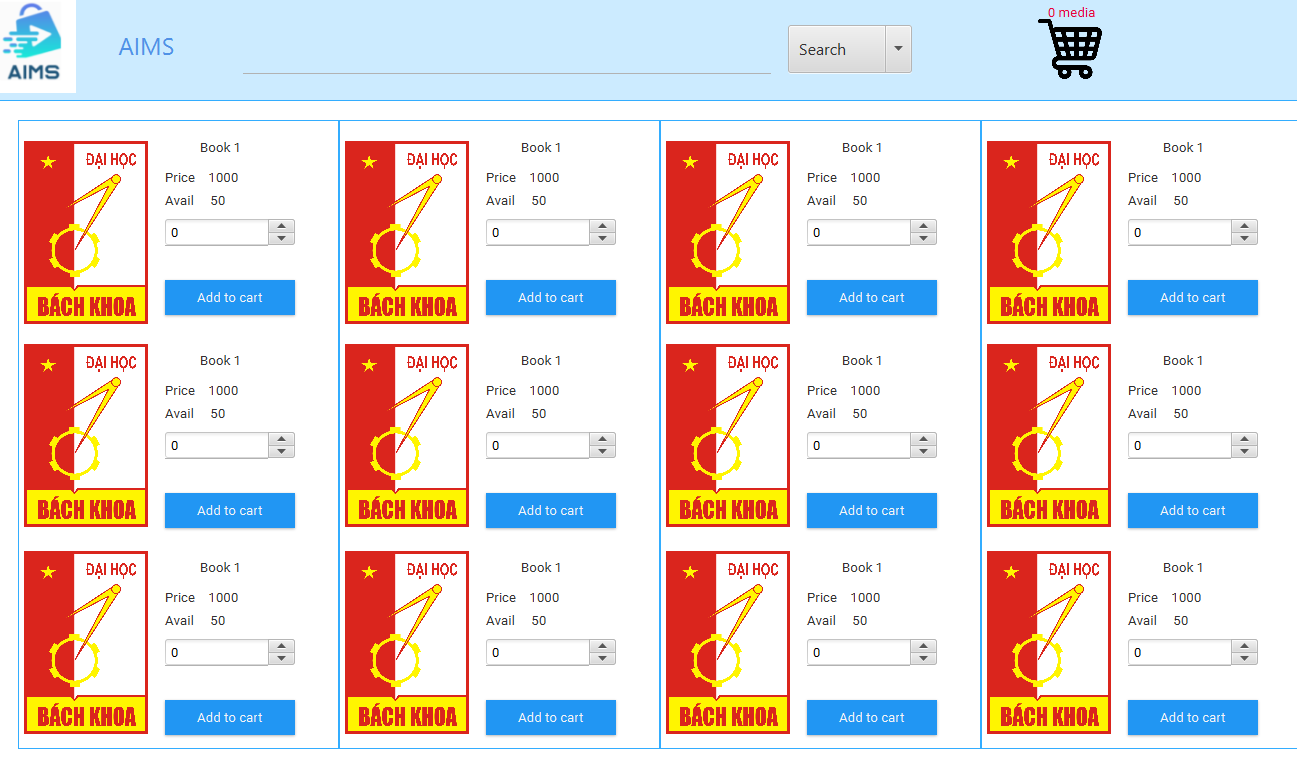 0 media
AIMS
AIMS
Search
ĐẠI HỌC
BÁCH KHOA
Book 1
Price 1000
Avail 50
0
Add to cart
ĐẠI HỌC
BÁCH KHOA
Book 1
Price 1000
Avail 50
0
Add to cart
ĐẠI HỌC
BÁCH KHOA
Book 1
Price 1000
Avail 50
0
Add to cart
ĐẠI HỌC
BÁCH KHOA
Book 1
Price 1000
Avail 50
0
Add to cart
ĐẠI HỌC
BÁCH KHOA
Book 1
Price 1000
Avail 50
0
Add to cart
ĐẠI HỌC
BÁCH KHOA
Book 1
Price 1000
Avail 50
0
Add to cart
ĐẠI HỌC
BÁCH KHOA
Book 1
Price 1000
Avail 50
0
Add to cart
ĐẠI HỌC
BÁCH KHOA
Book 1
Price 1000
Avail 50
0
Add to cart
ĐẠI HỌC
BÁCH KHOA
Book 1
Price 1000
Avail 50
0
Add to cart
ĐẠI HỌC
BÁCH KHOA
Book 1
Price 1000
Avail 50
0
Add to cart
ĐẠI HỌC
BÁCH KHOA
Book 1
Price 1000
Avail 50
0
Add to cart
ĐẠI HỌC
BÁCH KHOA
Book 1
Price 1000
Avail 50
0
Add to cart